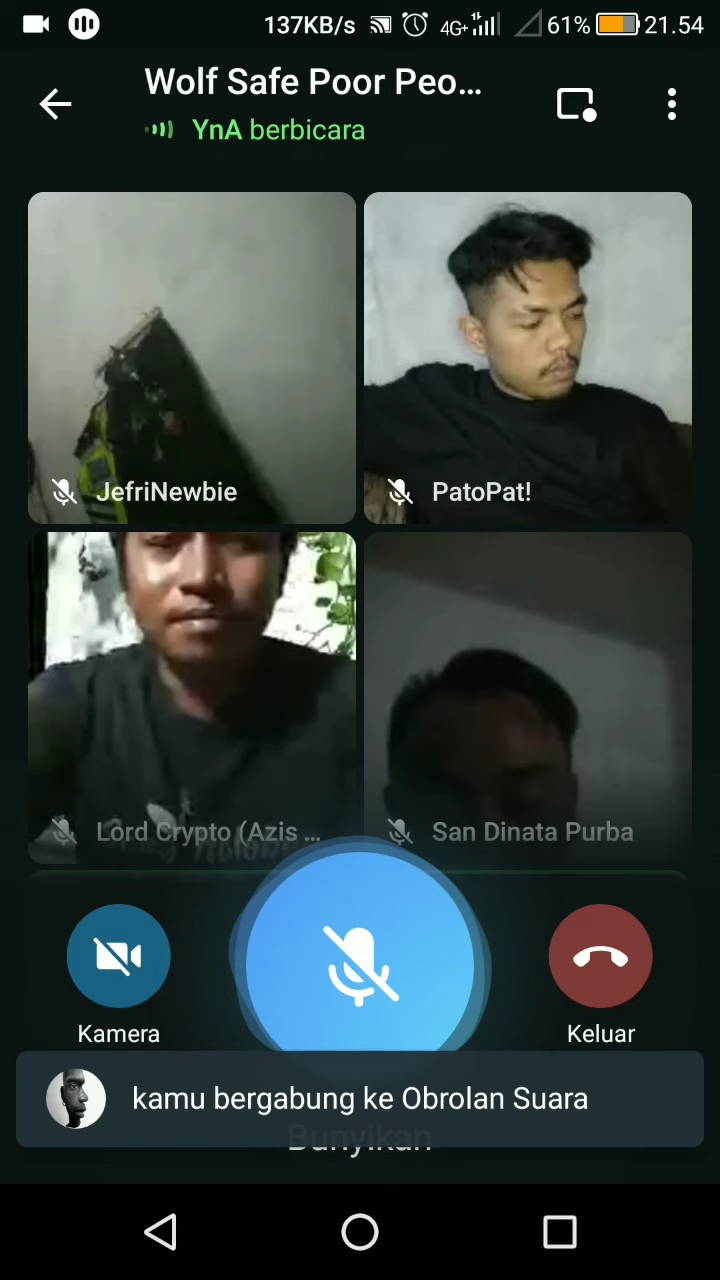 137KB/s 4G+ 61% 21.54
Wolf Safe Poor Peo...
YnA berbicara
JefriNewbie
PatoPat!
Lord Crypto (Azis ...
San Dinata Purba
Kamera
Keluar
kamu bergabung ke Obrolan Suara
Bunyikan